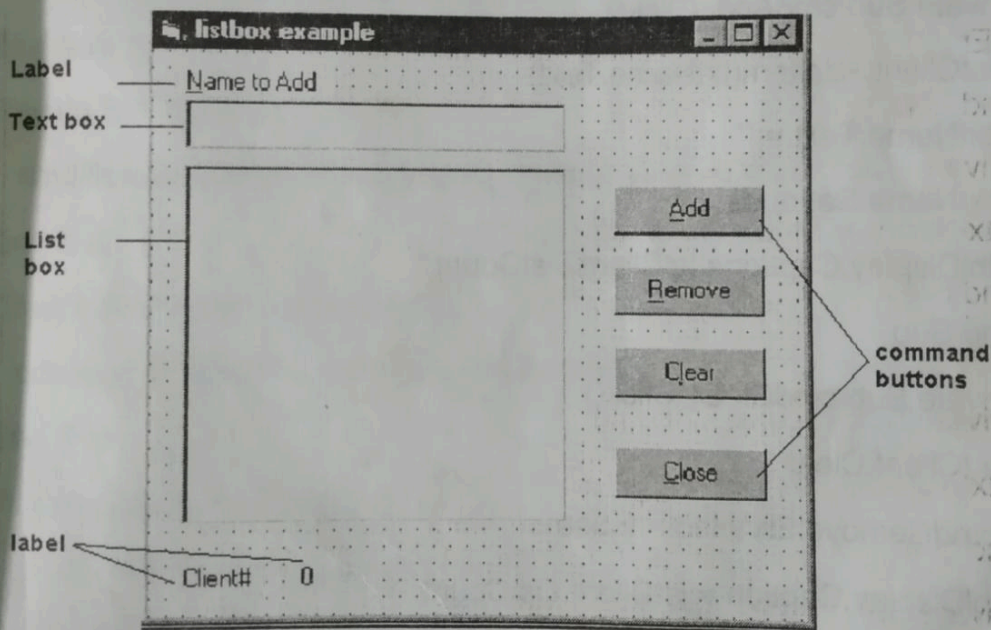 listbox example
Label
Name to Add
Text box
List
box
Add
Remove
Clear
Close
command
buttons
label
Client# 0